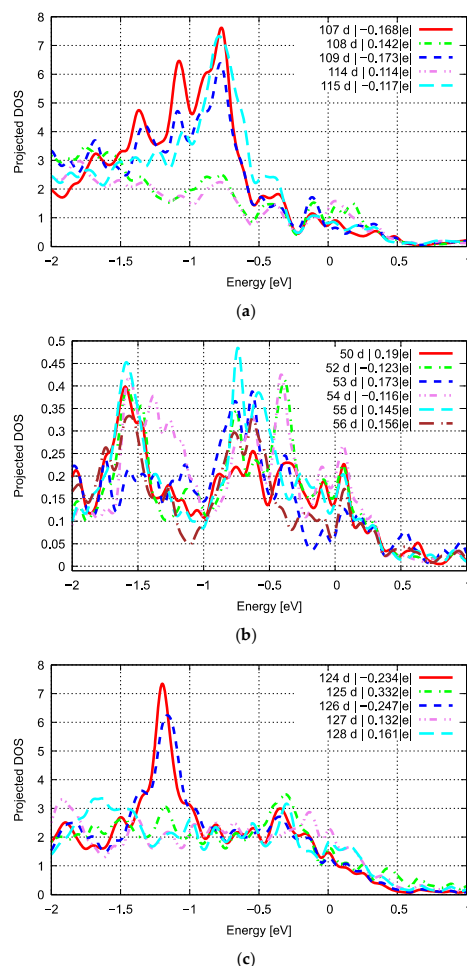 8
7
6
5
4
3
2
1
0
Projected DOS
107 d | −0.168|e|
108 d | 0.142|e|
109 d | −0.173|e|
114 d | 0.114|e|
115 d | −0.117|e|
−2 −1.5 −1 −0.5 0 0.5 1
Energy [eV]
(a)
0.5
0.45
0.4
0.35
0.3
0.25
0.2
0.15
0.1
0.05
0
Projected DOS
50 d | 0.19|e|
52 d | −0.123|e|
53 d | 0.173|e|
54 d | −0.116|e|
55 d | 0.145|e|
56 d | 0.156|e|
−2 −1.5 −1 −0.5 0 0.5 1
Energy [eV]
(b)
8
7
6
5
4
3
2
1
0
Projected DOS
124 d | −0.234|e|
125 d | 0.332|e|
126 d | −0.247|e|
127 d | 0.132|e|
128 d | 0.161|e|
−2 −1.5 −1 −0.5 0 0.5 1
Energy [eV]
(c)